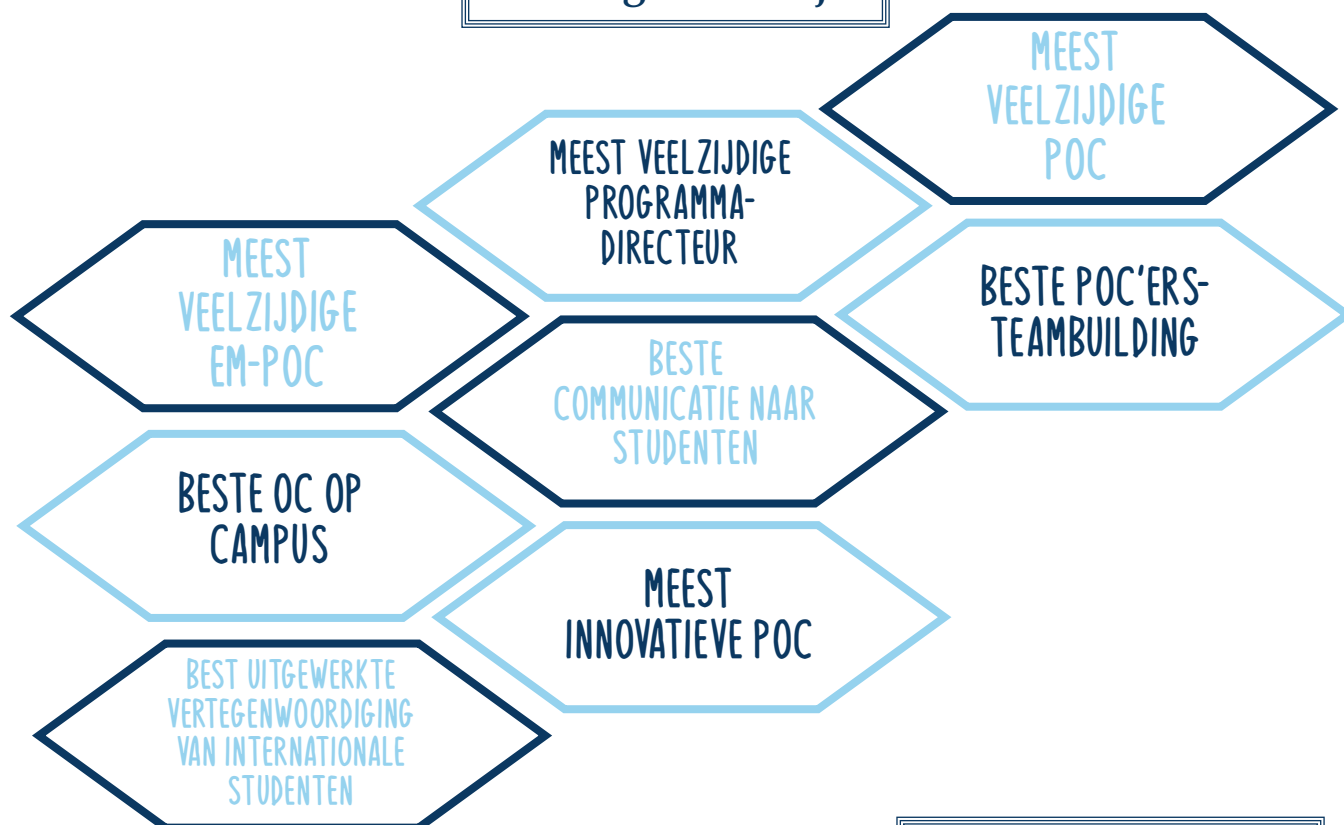 MEEST
VEELZIJDIGE
POC
MEEST VEELZIJDIGE
PROGRAMMA-
DIRECTEUR
MEEST
VEELZIJDIGE
EM-POC
BESTE POC'ERS-
TEAMBUILDING
BESTE
COMMUNICATIE NAAR
STUDENTEN
BESTE OC OP
CAMPUS
MEEST
INNOVATIEVE POC
BEST UITGEWERKTE
VERTEGENWOORDIGING
VAN INTERNATIONALE
STUDENTEN